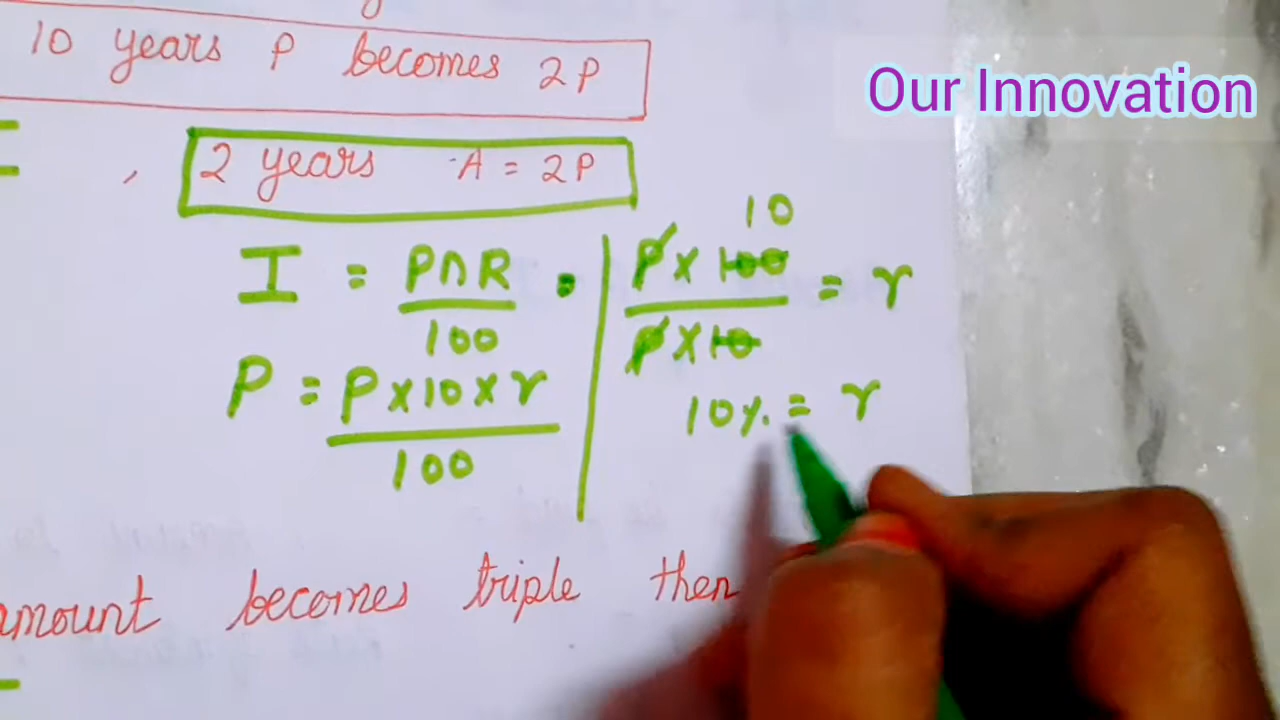 10 years P becomes 2P
Our Innovation
, 2 years A = 2P
I = PnR / 100 =
P = P x 10 x r / 100
10
P x 100 / P x 10 = r
10% = r
amount becomes triple then